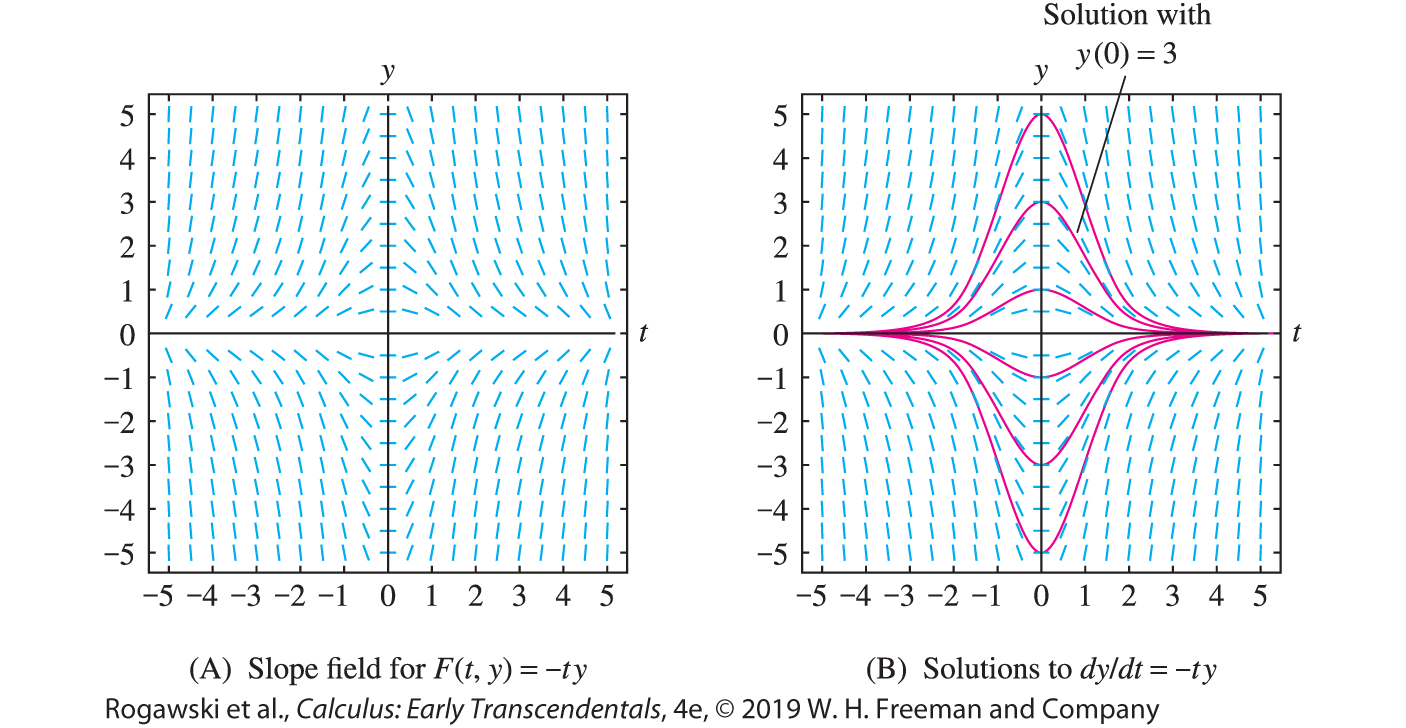 Solution with
y(0) = 3
y
5
4
3
2
1
0
−1
−2
−3
−4
−5
t
−5 −4 −3 −2 −1 0 1 2 3 4 5
y
5
4
3
2
1
0
−1
−2
−3
−4
−5
t
−5 −4 −3 −2 −1 0 1 2 3 4 5
(A) Slope field for F(t, y) = −ty
(B) Solutions to dy/dt = −ty
Rogawski et al., Calculus: Early Transcendentals, 4e, © 2019 W. H. Freeman and Company